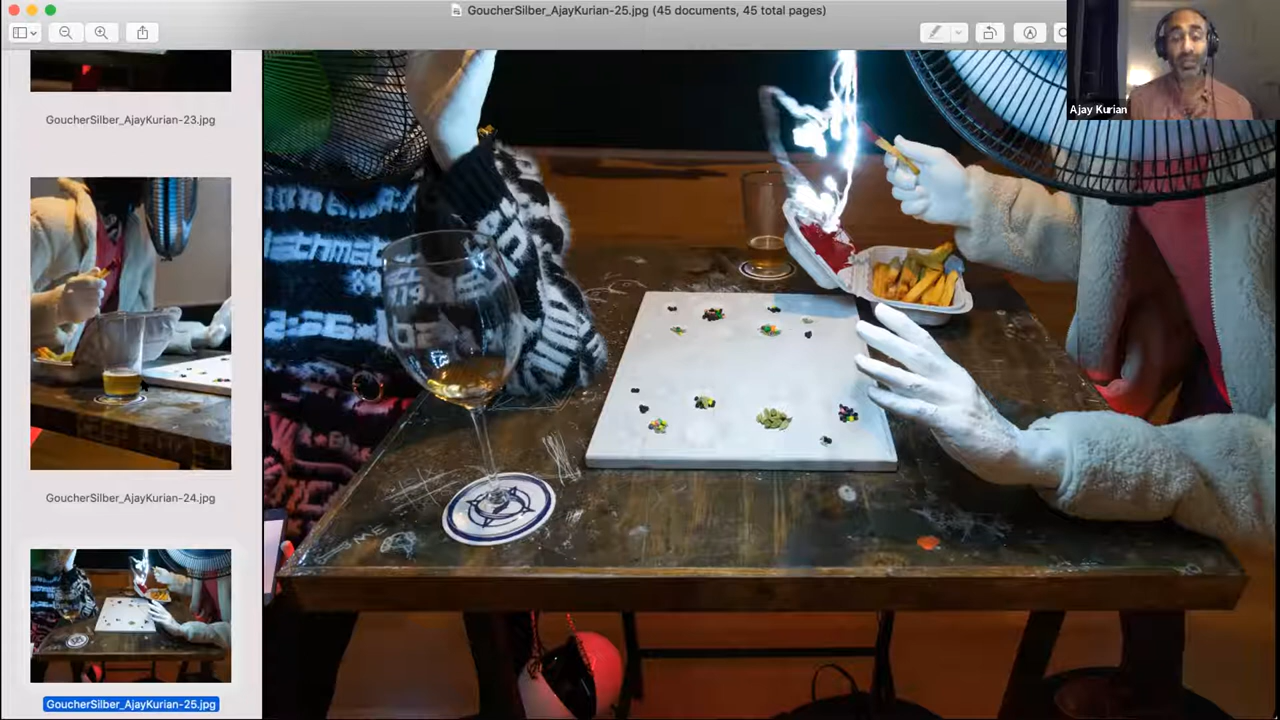 GoucherSilber_AjayKurian-25.jpg (45 documents, 45 total pages)
Ajay Kurian
GoucherSilber_AjayKurian-23.jpg
GoucherSilber_AjayKurian-24.jpg
GoucherSilber_AjayKurian-25.jpg